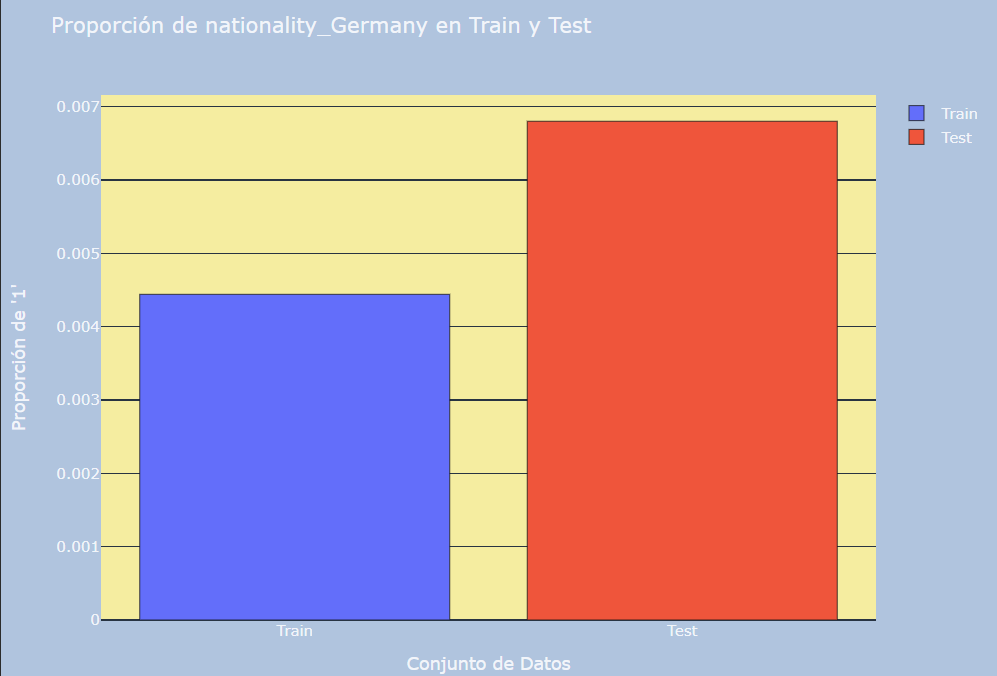 Proporción de nationality_Germany en Train y Test
Train
Test
0.007
0.006
0.005
0.004
0.003
0.002
0.001
0
Proporción de '1'
Train
Test
Conjunto de Datos